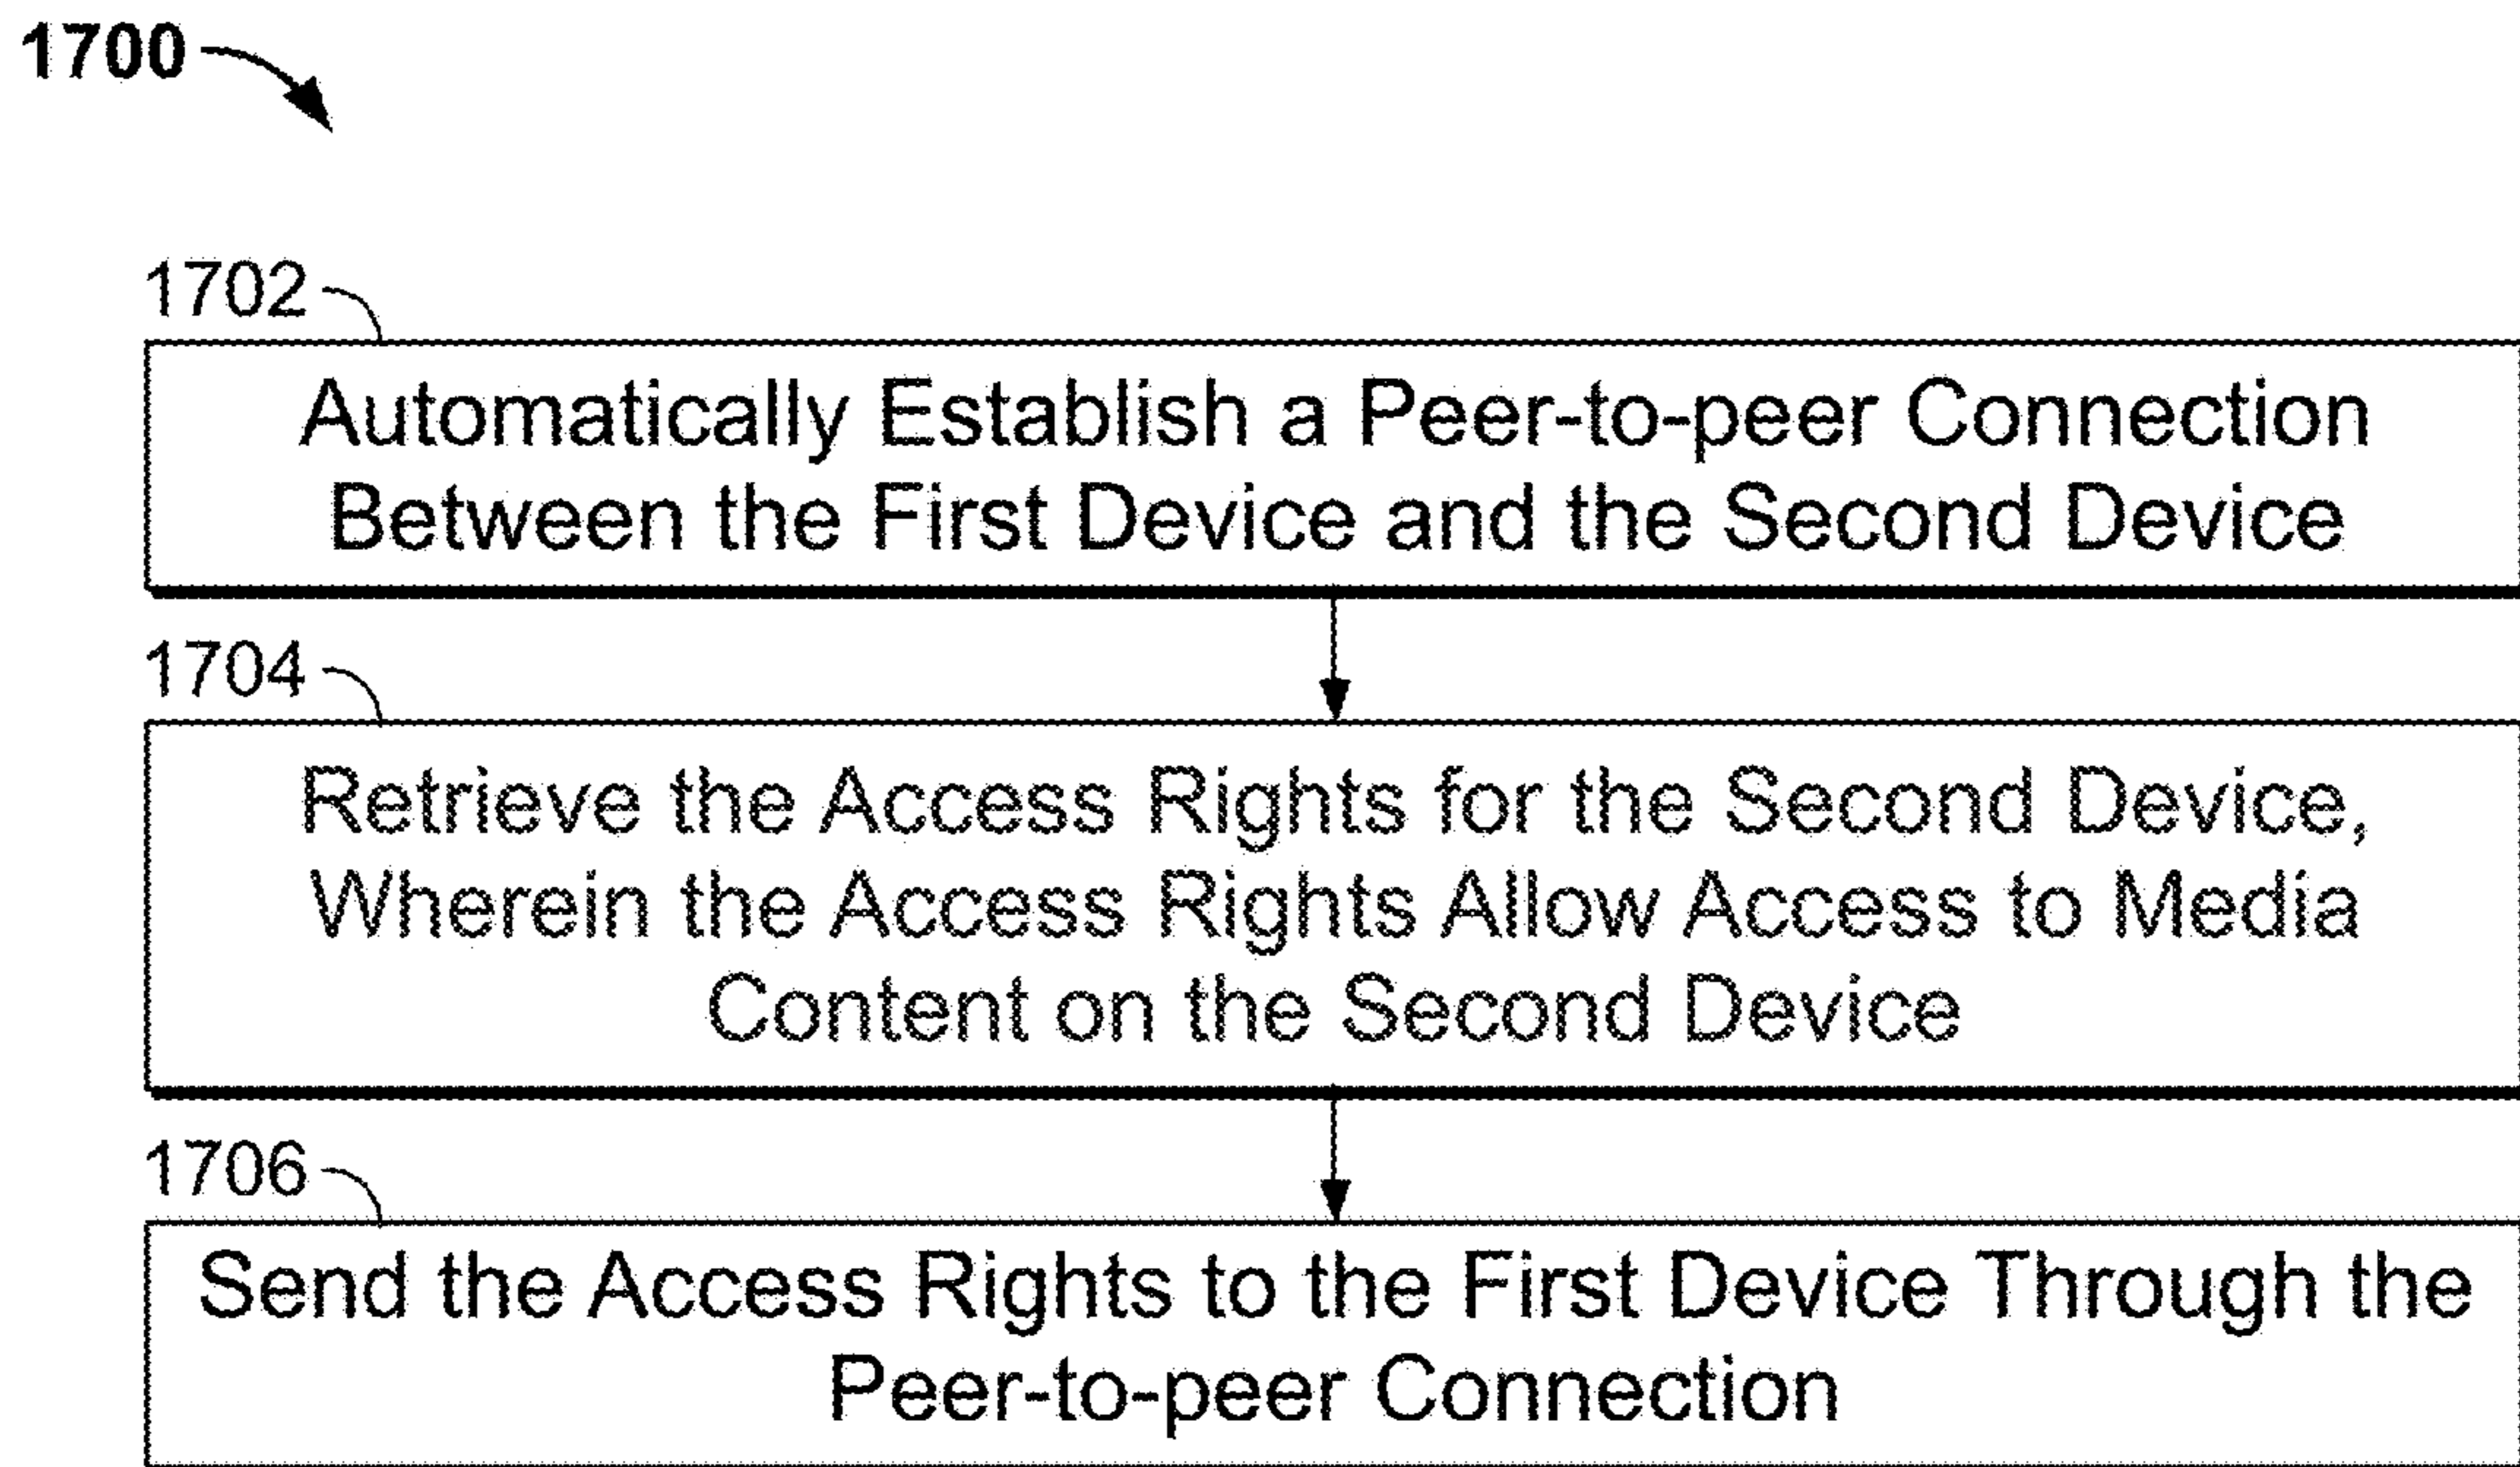 1700
1702
Automatically Establish a Peer-to-peer Connection
Between the First Device and the Second Device
1704
Retrieve the Access Rights for the Second Device,
Wherein the Access Rights Allow Access to Media
Content on the Second Device
1706
Send the Access Rights to the First Device Through the
Peer-to-peer Connection